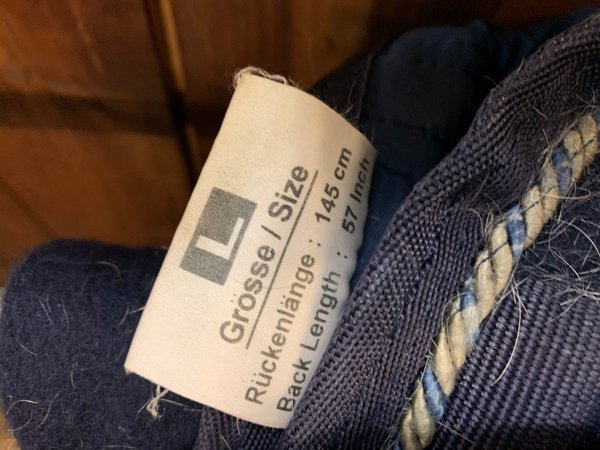 L
Grösse / Size
Rückenlänge : 145 cm
Back Length : 57 Inch